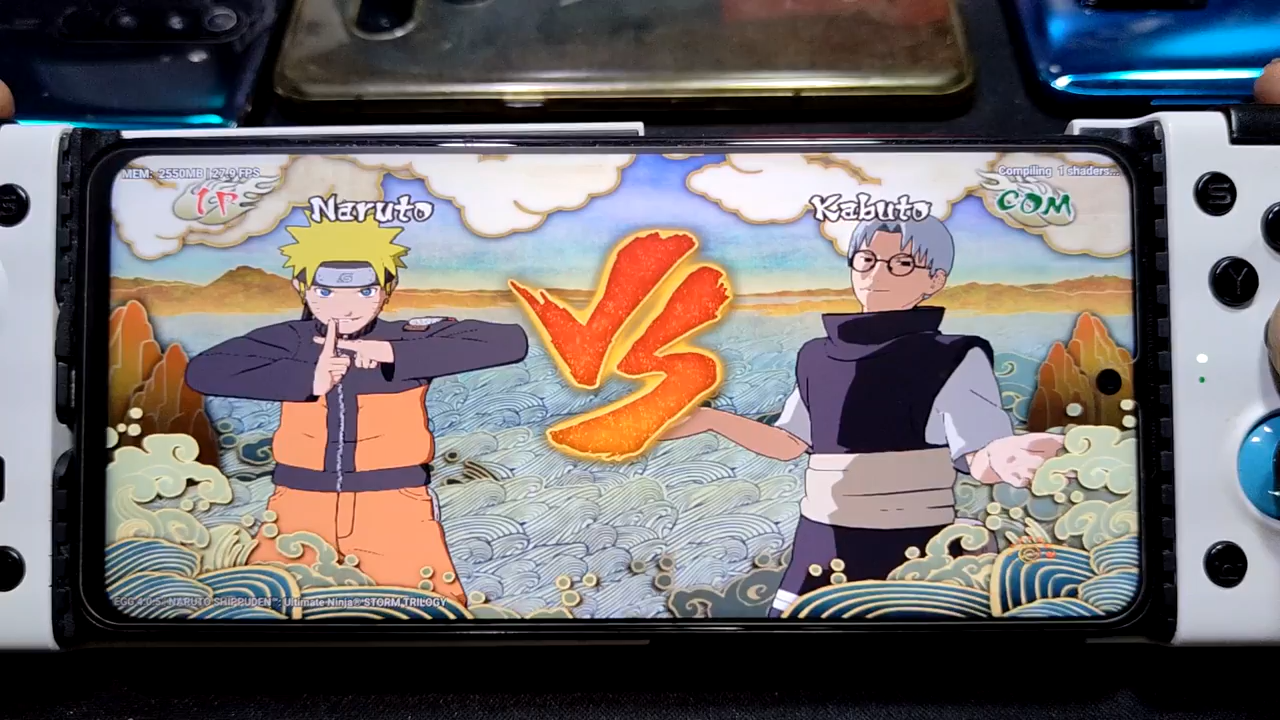 MEM: 2550MB | 27.9 FPS
Compiling 1 shaders...
1P
Naruto
Kabuto
COM
VS
S
Y
EGG 4.0.5 | NARUTO SHIPPUDEN™: Ultimate Ninja® STORM TRILOGY